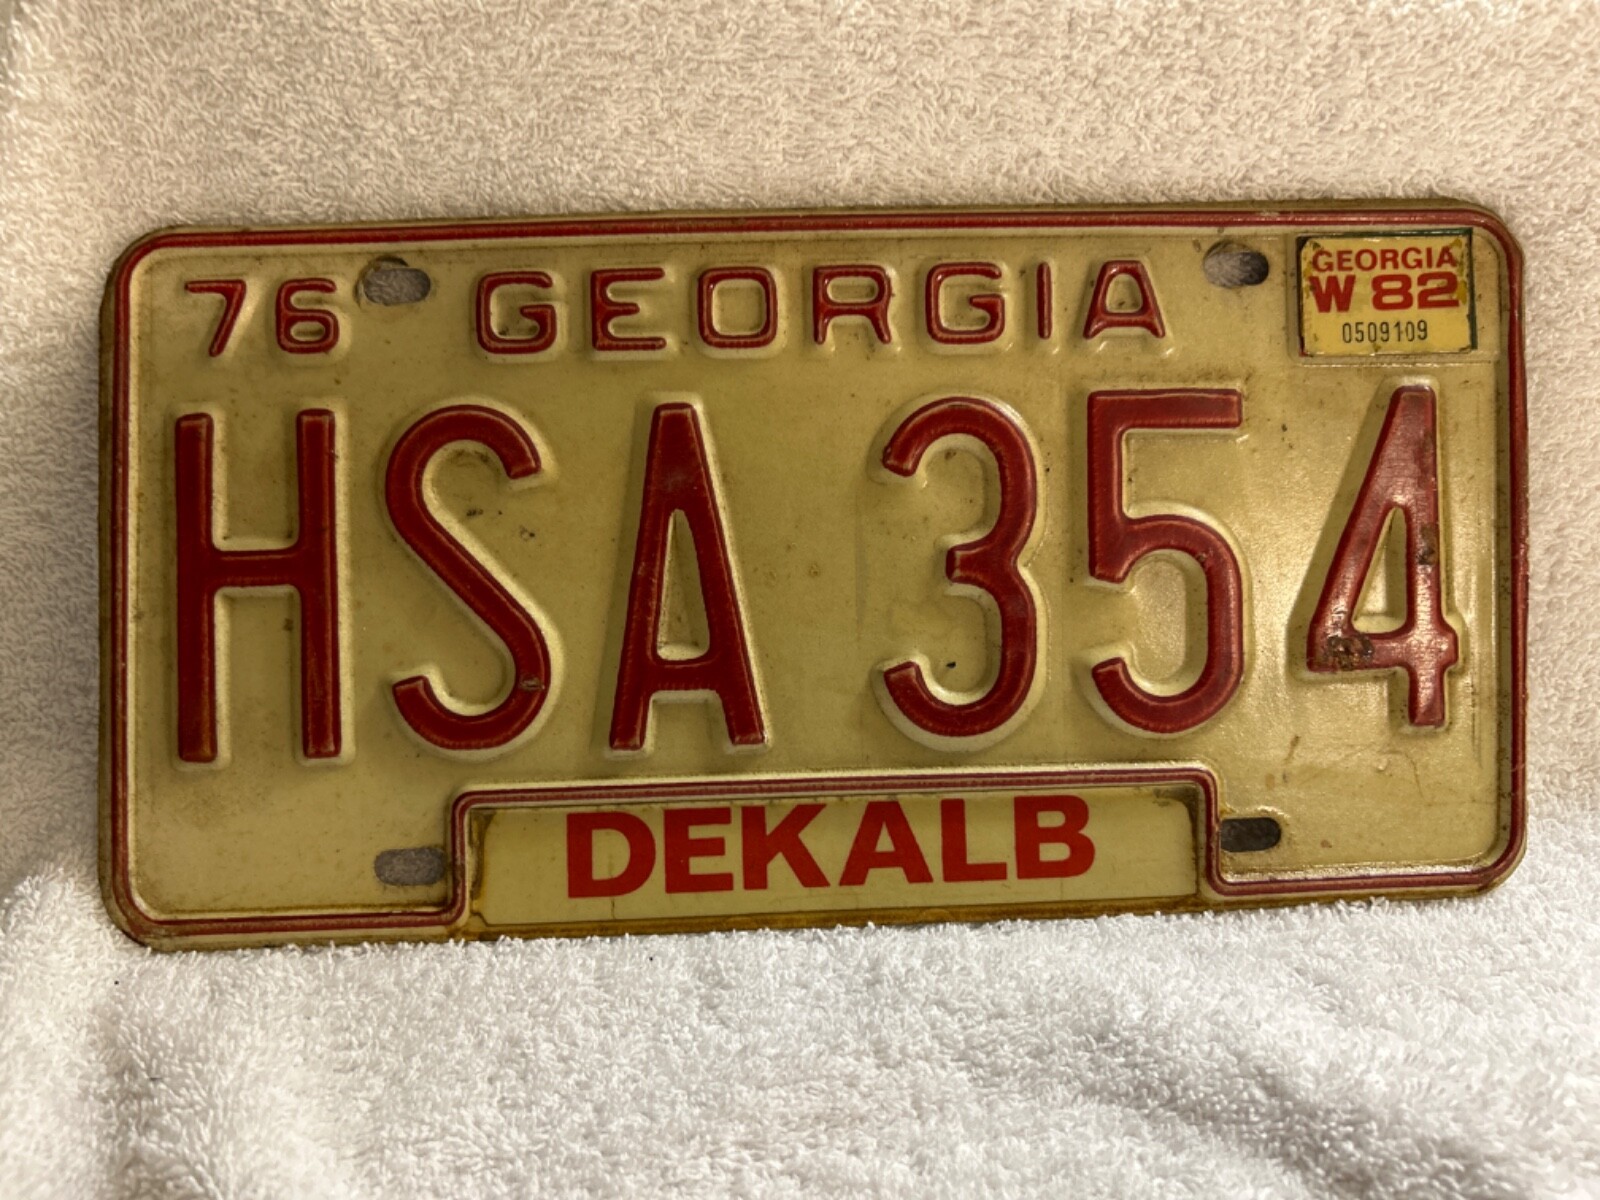 76 GEORGIA
GEORGIA
W 82
0509109
HSA 354
DEKALB